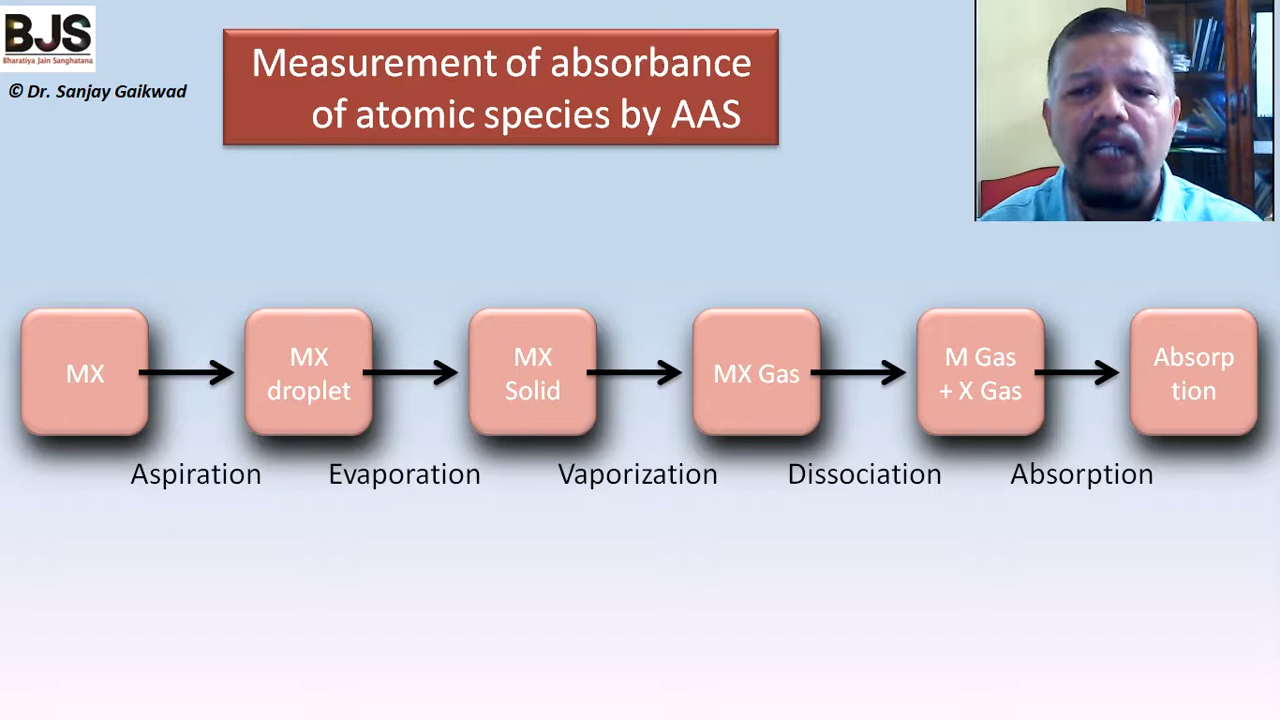 BJS
Bharatiya Jain Sanghatana
© Dr. Sanjay Gaikwad
Measurement of absorbance
of atomic species by AAS
MX
MX
droplet
MX
Solid
MX Gas
M Gas
+ X Gas
Absorp
tion
Aspiration
Evaporation
Vaporization
Dissociation
Absorption